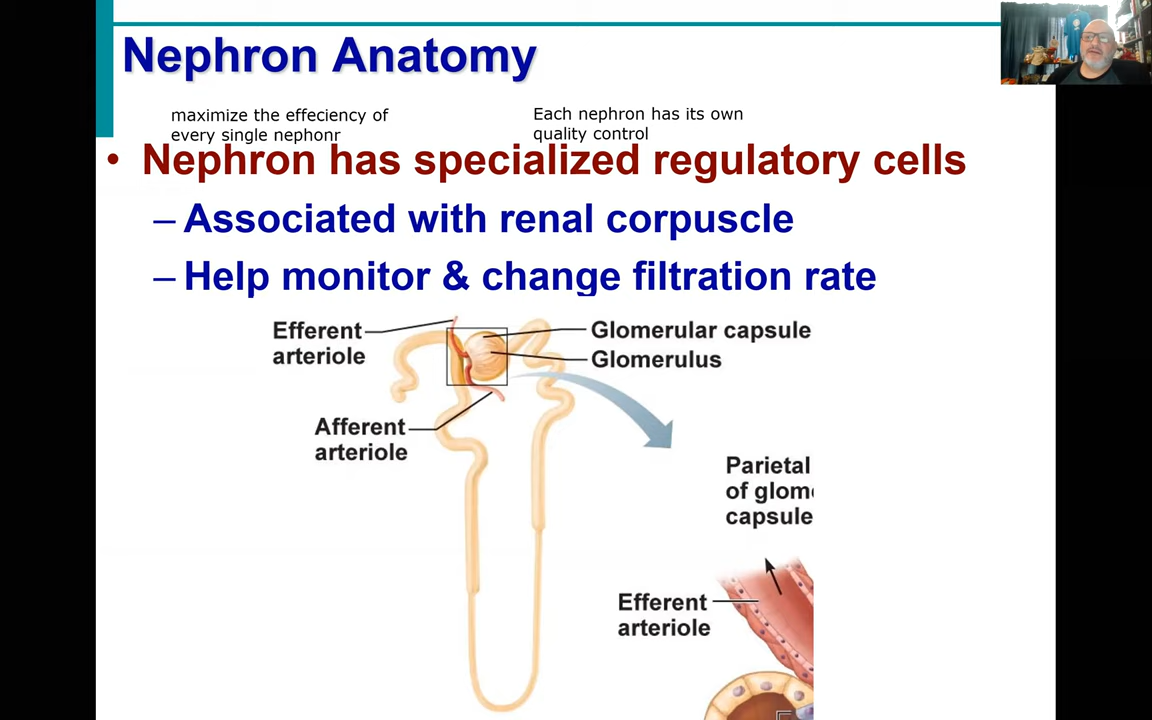 Nephron Anatomy
maximize the effeciency of
every single nephonr
Each nephron has its own
quality control
• Nephron has specialized regulatory cells
– Associated with renal corpuscle
– Help monitor & change filtration rate
Efferent
arteriole
Glomerular capsule
Glomerulus
Afferent
arteriole
Parietal
of glom
capsule
Efferent
arteriole